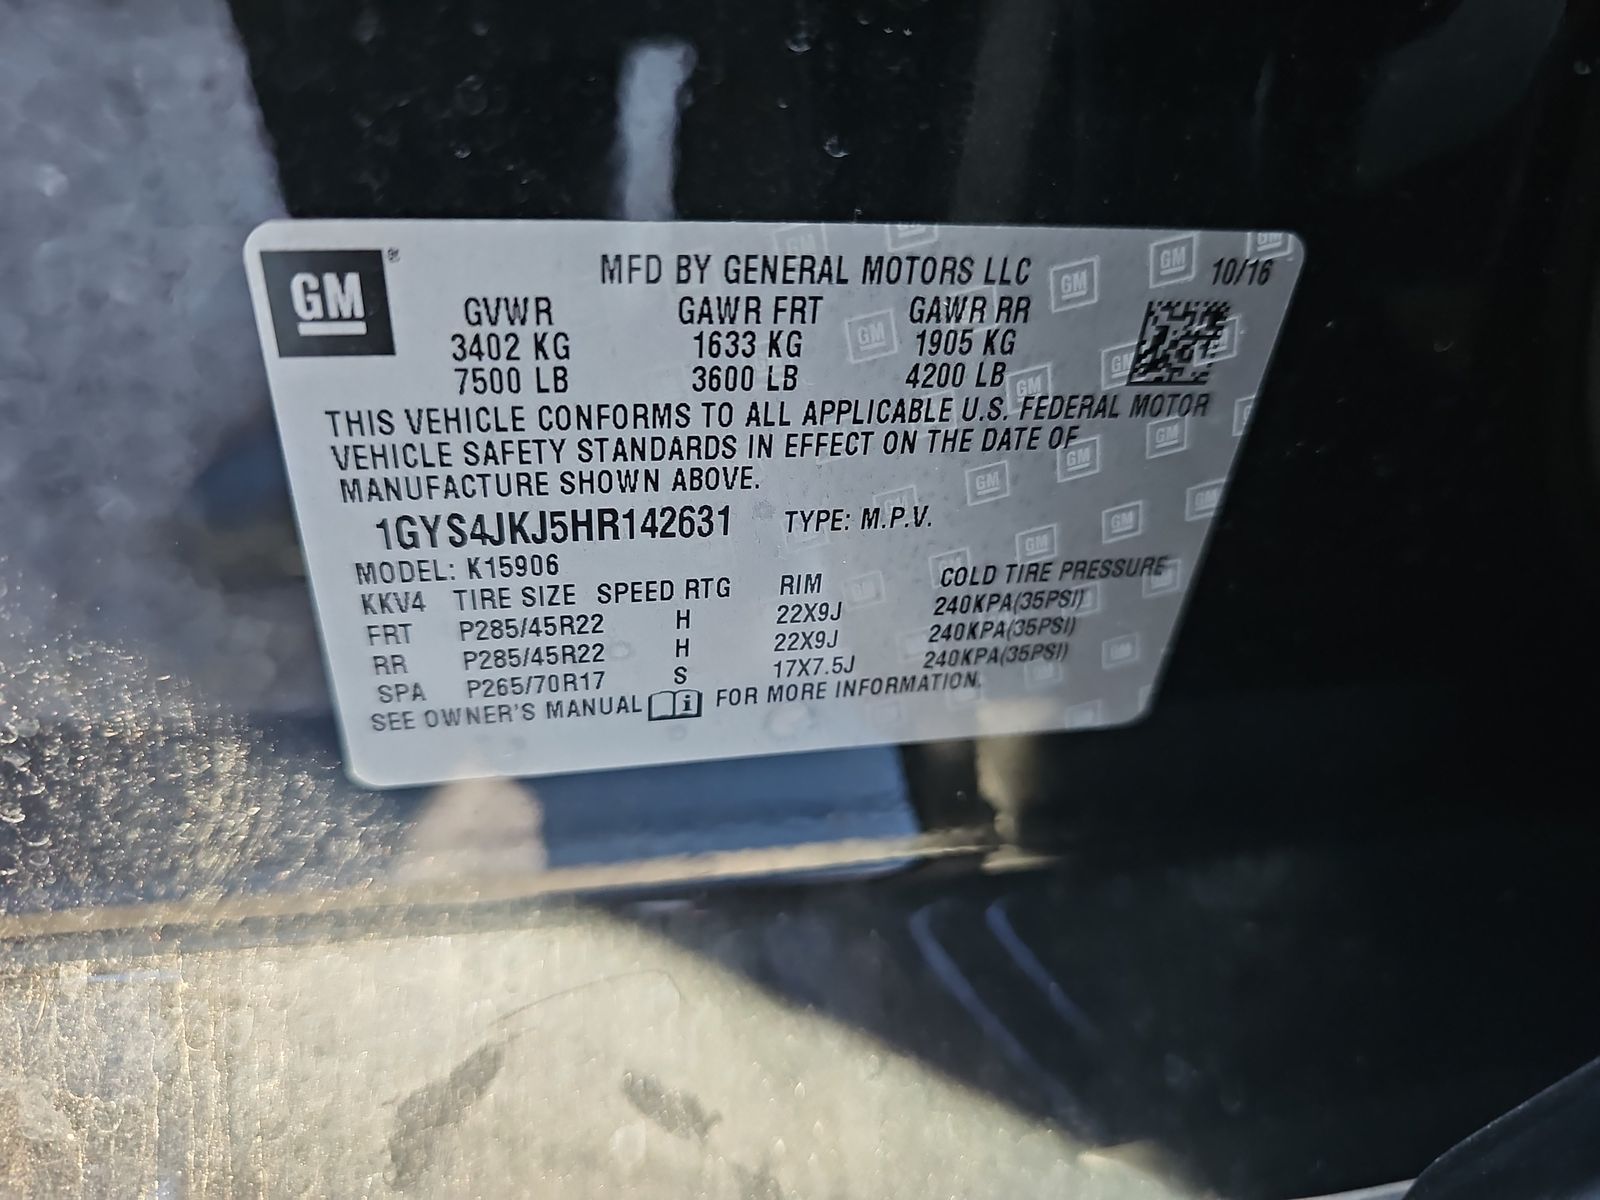 GM®
MFD BY GENERAL MOTORS LLC 10/16
GVWR GAWR FRT GAWR RR
3402 KG 1633 KG 1905 KG
7500 LB 3600 LB 4200 LB
THIS VEHICLE CONFORMS TO ALL APPLICABLE U.S. FEDERAL MOTOR
VEHICLE SAFETY STANDARDS IN EFFECT ON THE DATE OF
MANUFACTURE SHOWN ABOVE.
1GYS4JKJ5HR142631 TYPE: M.P.V.
MODEL: K15906
KKV4 TIRE SIZE SPEED RTG RIM COLD TIRE PRESSURE
FRT P285/45R22 H 22X9J 240KPA(35PSI)
RR P285/45R22 H 22X9J 240KPA(35PSI)
SPA P265/70R17 S 17X7.5J 240KPA(35PSI)
SEE OWNER'S MANUAL i FOR MORE INFORMATION.